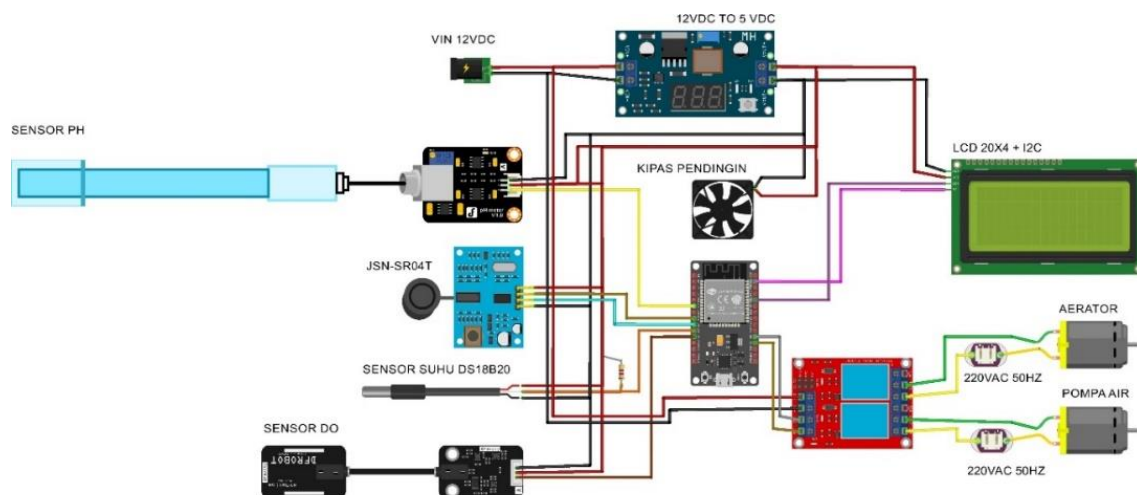 12VDC TO 5 VDC
VIN 12VDC
MH
SENSOR PH
LCD 20X4 + I2C
KIPAS PENDINGIN
JSN-SR04T
AERATOR
SENSOR SUHU DS18B20
220VAC 50HZ
POMPA AIR
SENSOR DO
DFROBOT
220VAC 50HZ